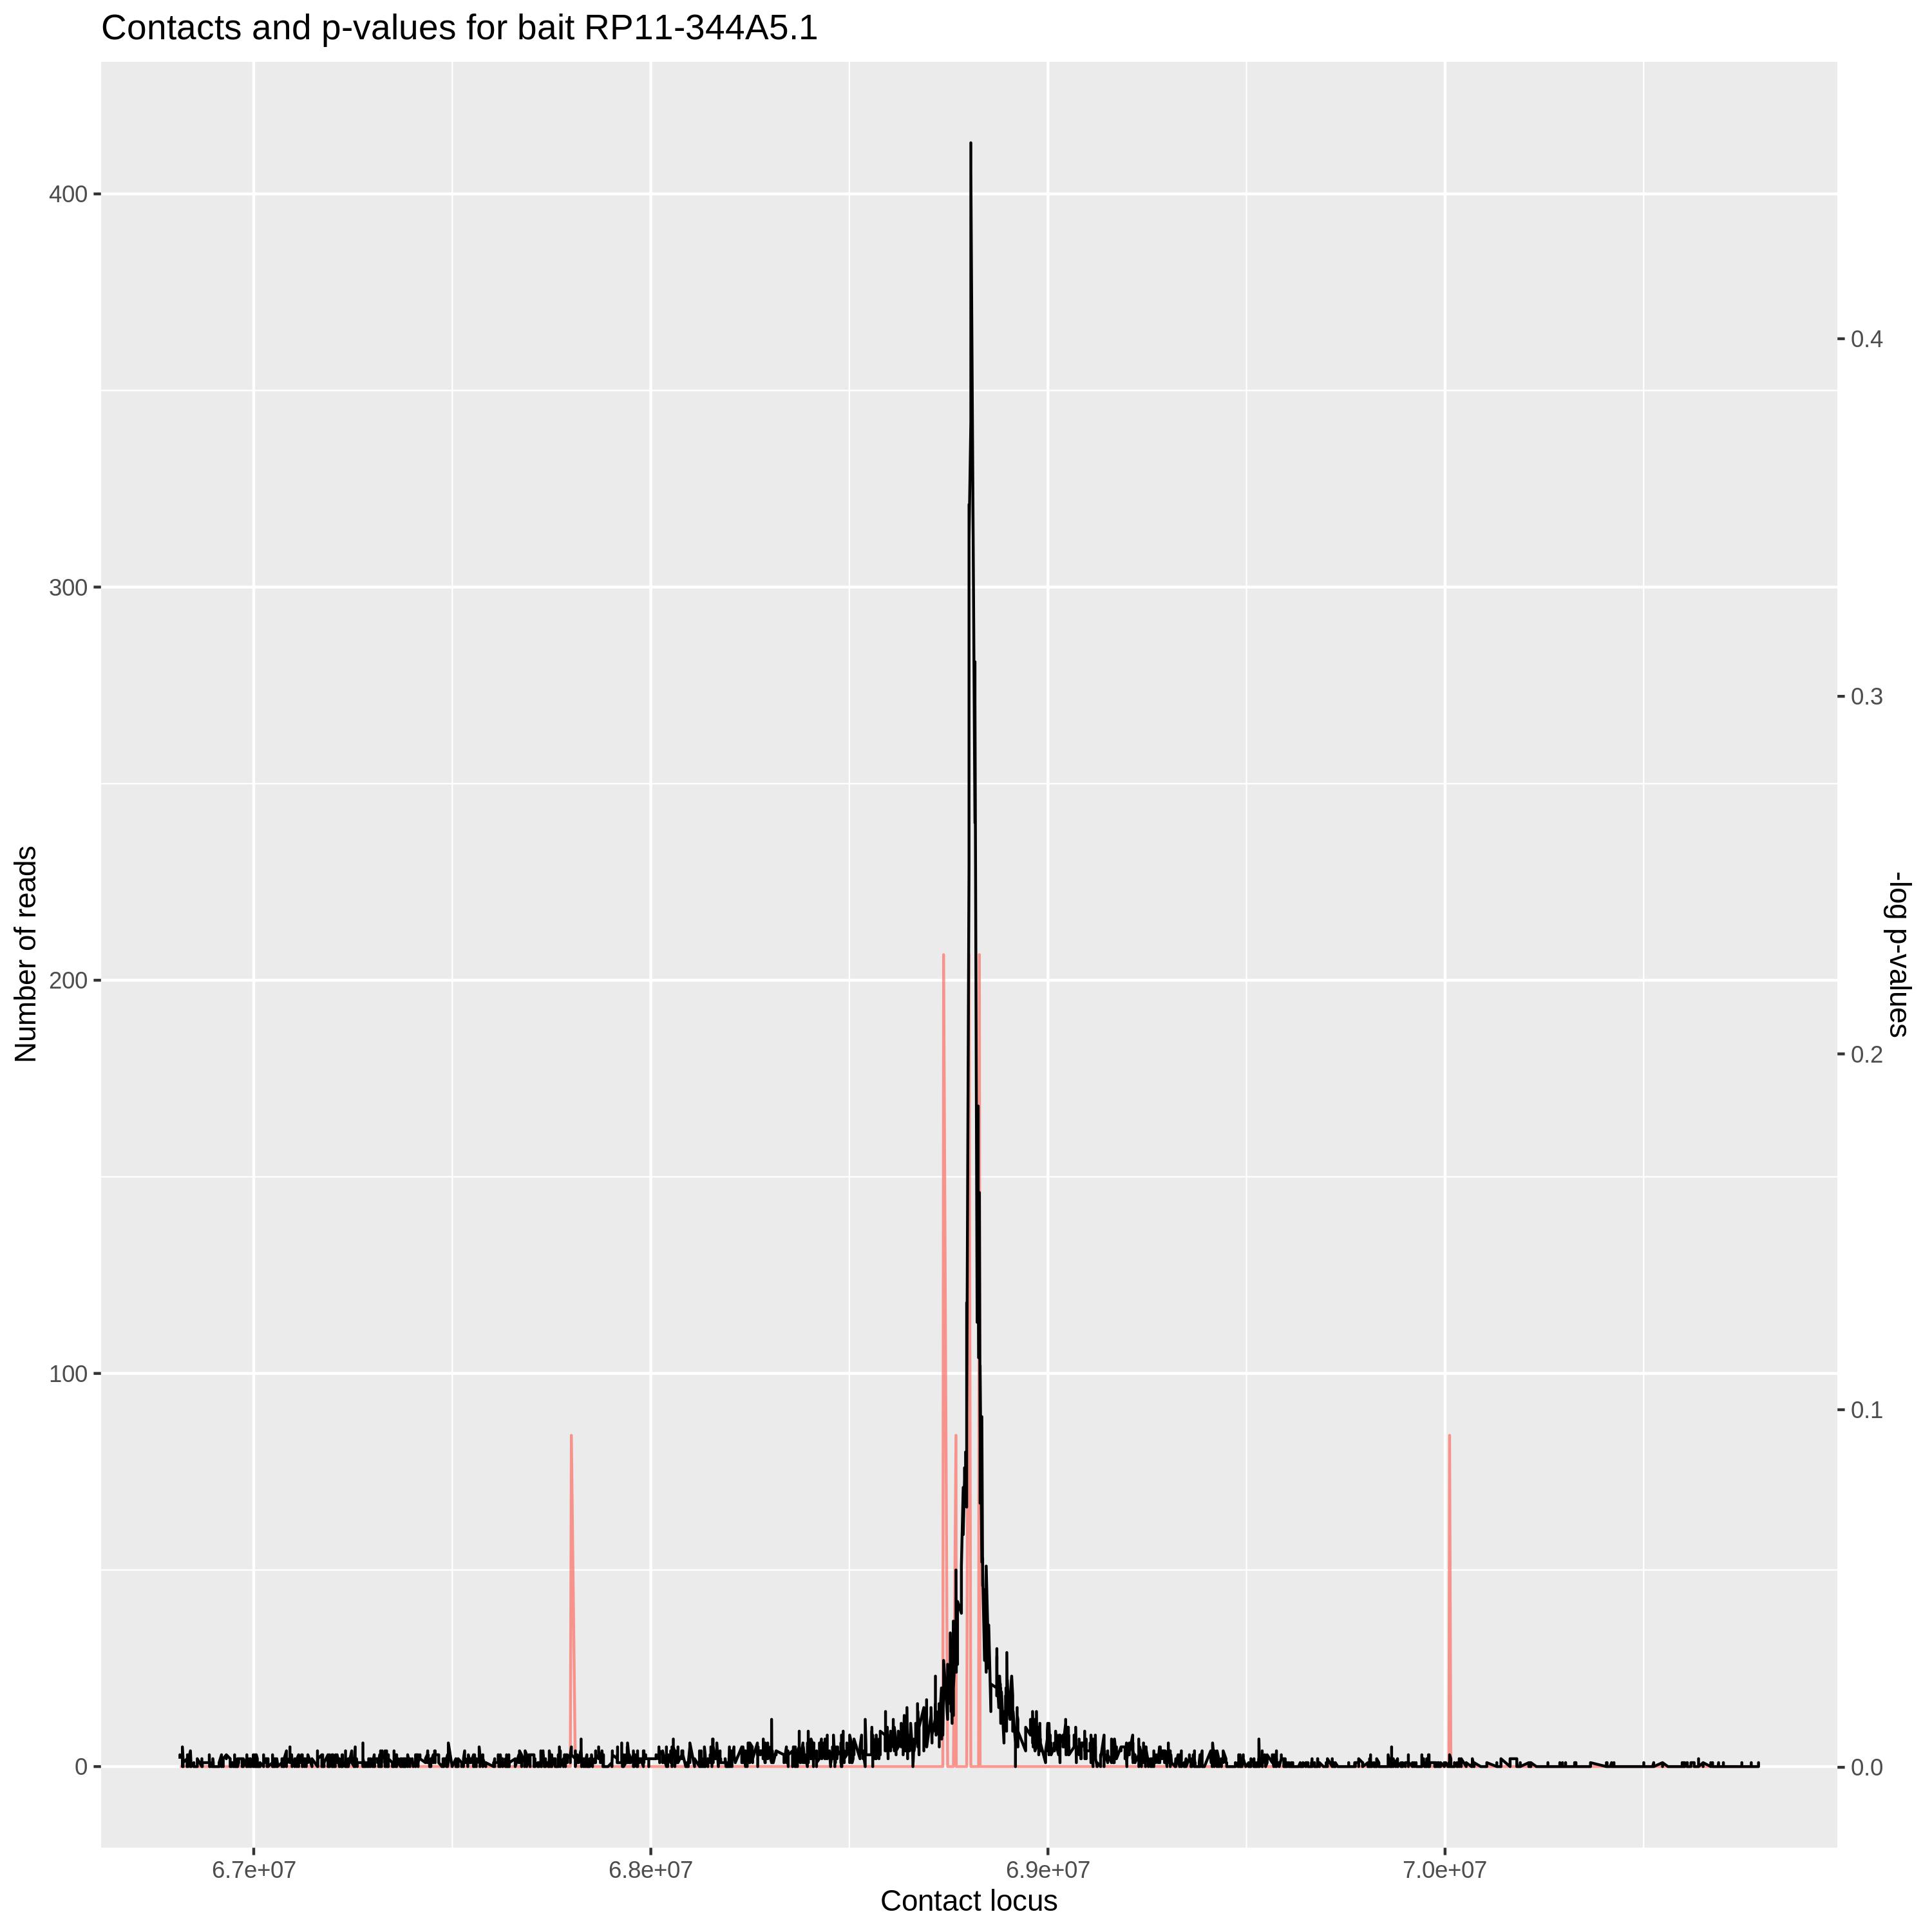 Contacts and p-values for bait RP11-344A5.1
400
300
200
100
0
Number of reads
0.4
0.3
0.2
0.1
0.0
-log p-values
6.7e+07 6.8e+07 6.9e+07 7.0e+07
Contact locus